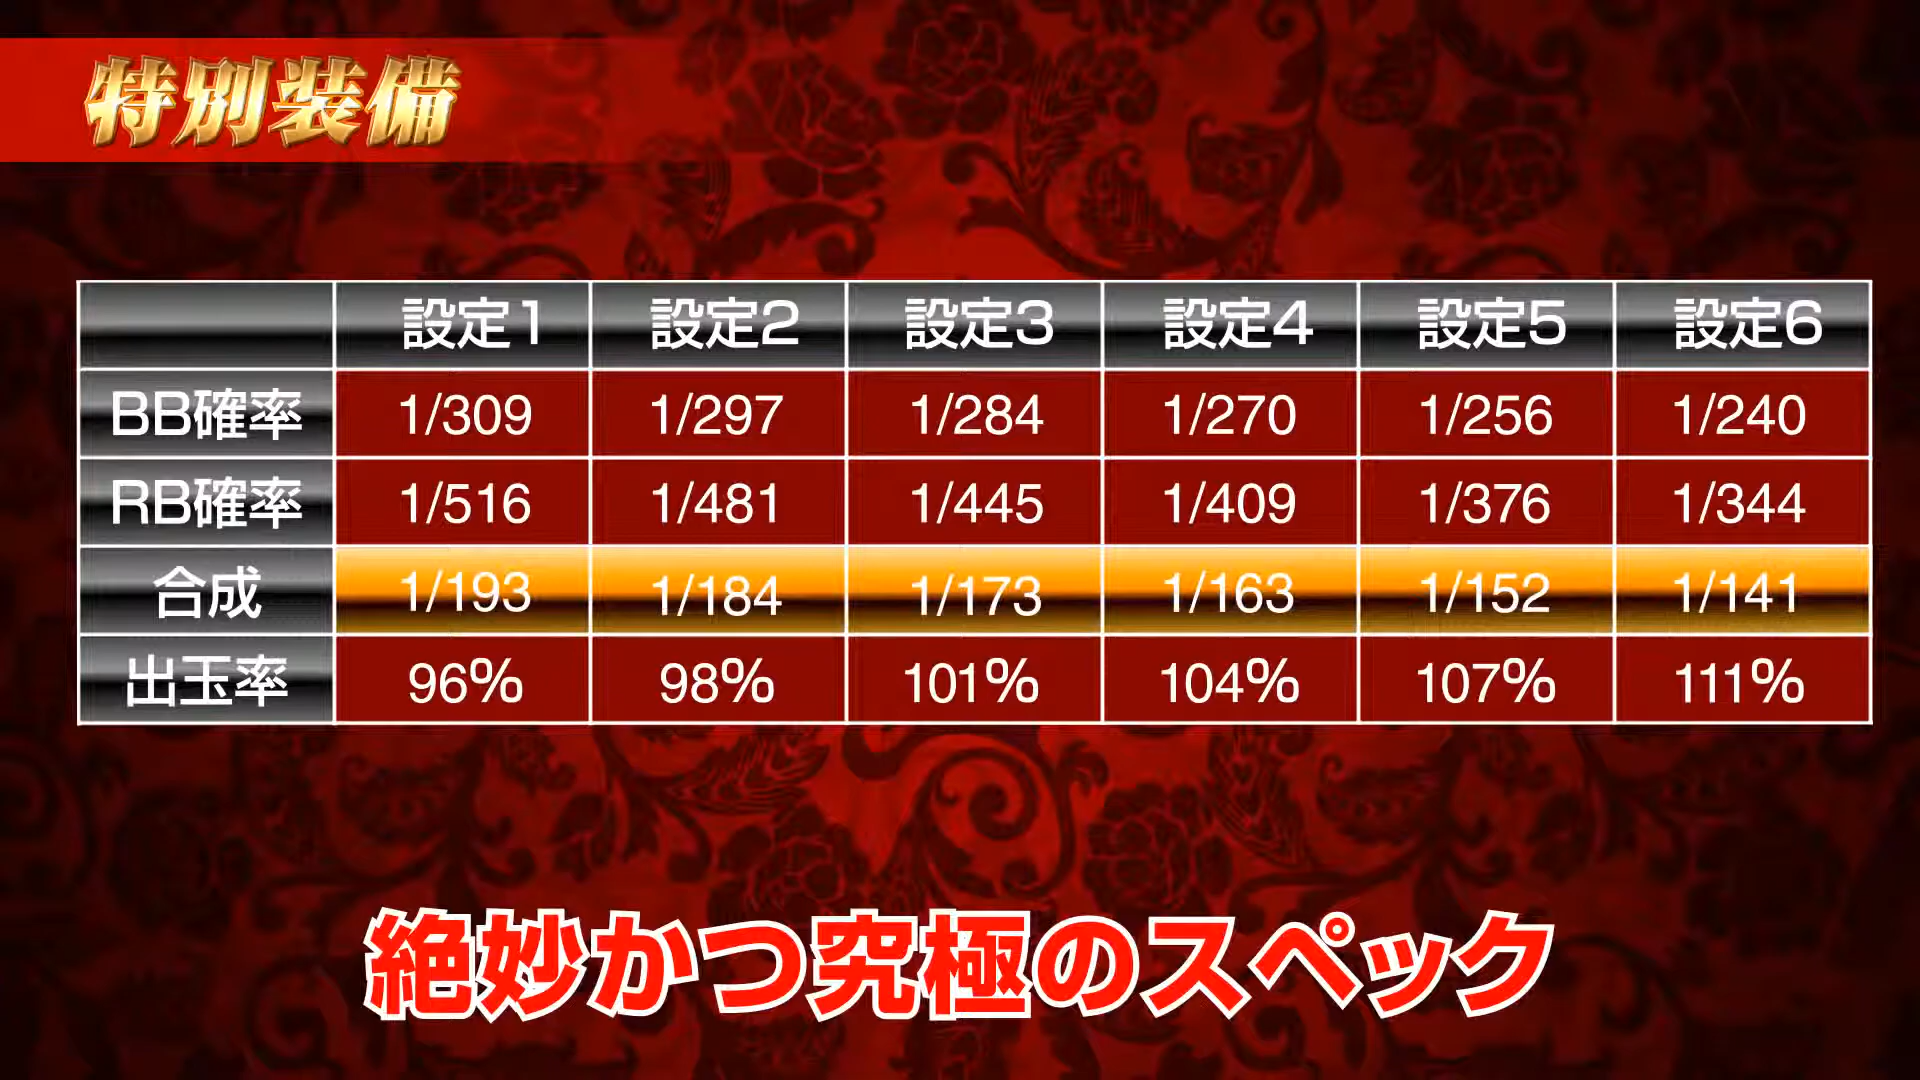 特別装備
設定1 設定2 設定3 設定4 設定5 設定6
BB確率 1/309 1/297 1/284 1/270 1/256 1/240
RB確率 1/516 1/481 1/445 1/409 1/376 1/344
合成 1/193 1/184 1/173 1/163 1/152 1/141
出玉率 96% 98% 101% 104% 107% 111%
絶妙かつ究極のスペック